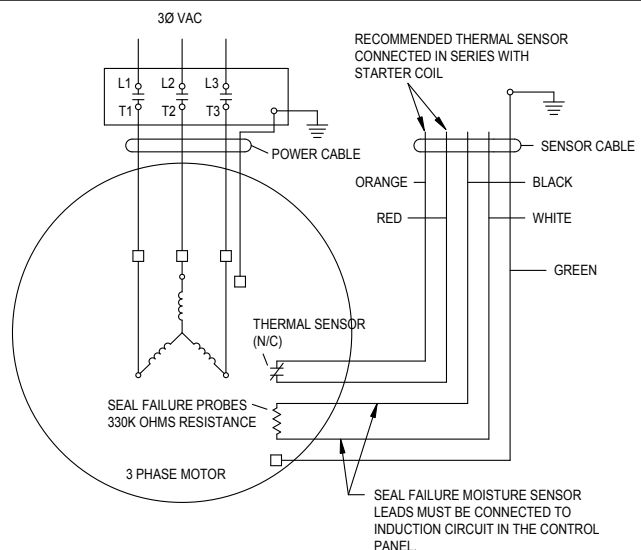 3Ø VAC
RECOMMENDED THERMAL SENSOR
CONNECTED IN SERIES WITH
STARTER COIL
L1 L2 L3
T1 T2 T3
POWER CABLE
SENSOR CABLE
ORANGE
BLACK
RED
WHITE
GREEN
THERMAL SENSOR
(N/C)
SEAL FAILURE PROBES
330K OHMS RESISTANCE
3 PHASE MOTOR
SEAL FAILURE MOISTURE SENSOR
LEADS MUST BE CONNECTED TO
INDUCTION CIRCUIT IN THE CONTROL
PANEL.